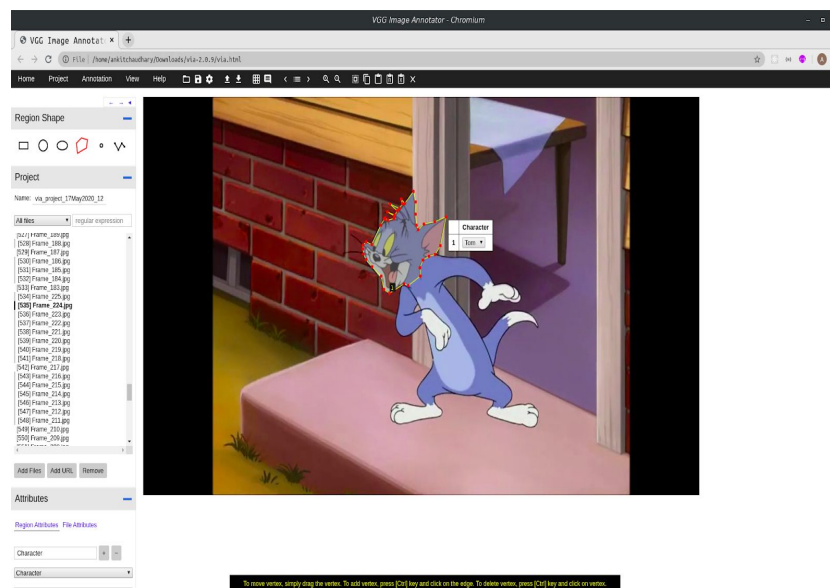 VGG Image Annotator - Chromium
VGG Image Annotat
File | /home/ankitchaudhary/Downloads/via-2.0.9/via.html
A
Home Project Annotation View Help
Region Shape
Project
Name: via_project_17May2020_12
All files regular expression
[527] Frame_189.jpg
[528] Frame_188.jpg
[529] Frame_187.jpg
[530] Frame_186.jpg
[531] Frame_185.jpg
[532] Frame_184.jpg
[533] Frame_183.jpg
[534] Frame_225.jpg
[535] Frame_224.jpg
[536] Frame_223.jpg
[537] Frame_222.jpg
[538] Frame_221.jpg
[539] Frame_220.jpg
[540] Frame_219.jpg
[541] Frame_218.jpg
[542] Frame_217.jpg
[543] Frame_216.jpg
[544] Frame_215.jpg
[545] Frame_214.jpg
[546] Frame_213.jpg
[547] Frame_212.jpg
[548] Frame_211.jpg
[549] Frame_210.jpg
[550] Frame_209.jpg
Add Files Add URL Remove
Attributes
Region Attributes File Attributes
Character + −
Character
Character
1 Tom
1
To move vertex, simply drag the vertex. To add vertex, press [Ctrl] key and click on the edge. To delete vertex, press [Ctrl] key and click on vertex.